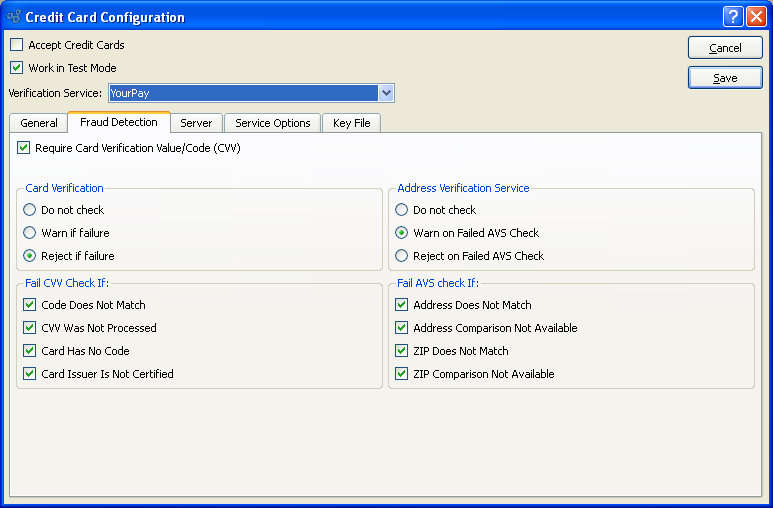 Credit Card Configuration
Accept Credit Cards
Cancel
Work in Test Mode
Save
Verification Service: YourPay
General Fraud Detection Server Service Options Key File
Require Card Verification Value/Code (CVV)
Card Verification
Do not check
Warn if failure
Reject if failure
Address Verification Service
Do not check
Warn on Failed AVS Check
Reject on Failed AVS Check
Fail CVV Check If:
Code Does Not Match
CVV Was Not Processed
Card Has No Code
Card Issuer Is Not Certified
Fail AVS check If:
Address Does Not Match
Address Comparison Not Available
ZIP Does Not Match
ZIP Comparison Not Available